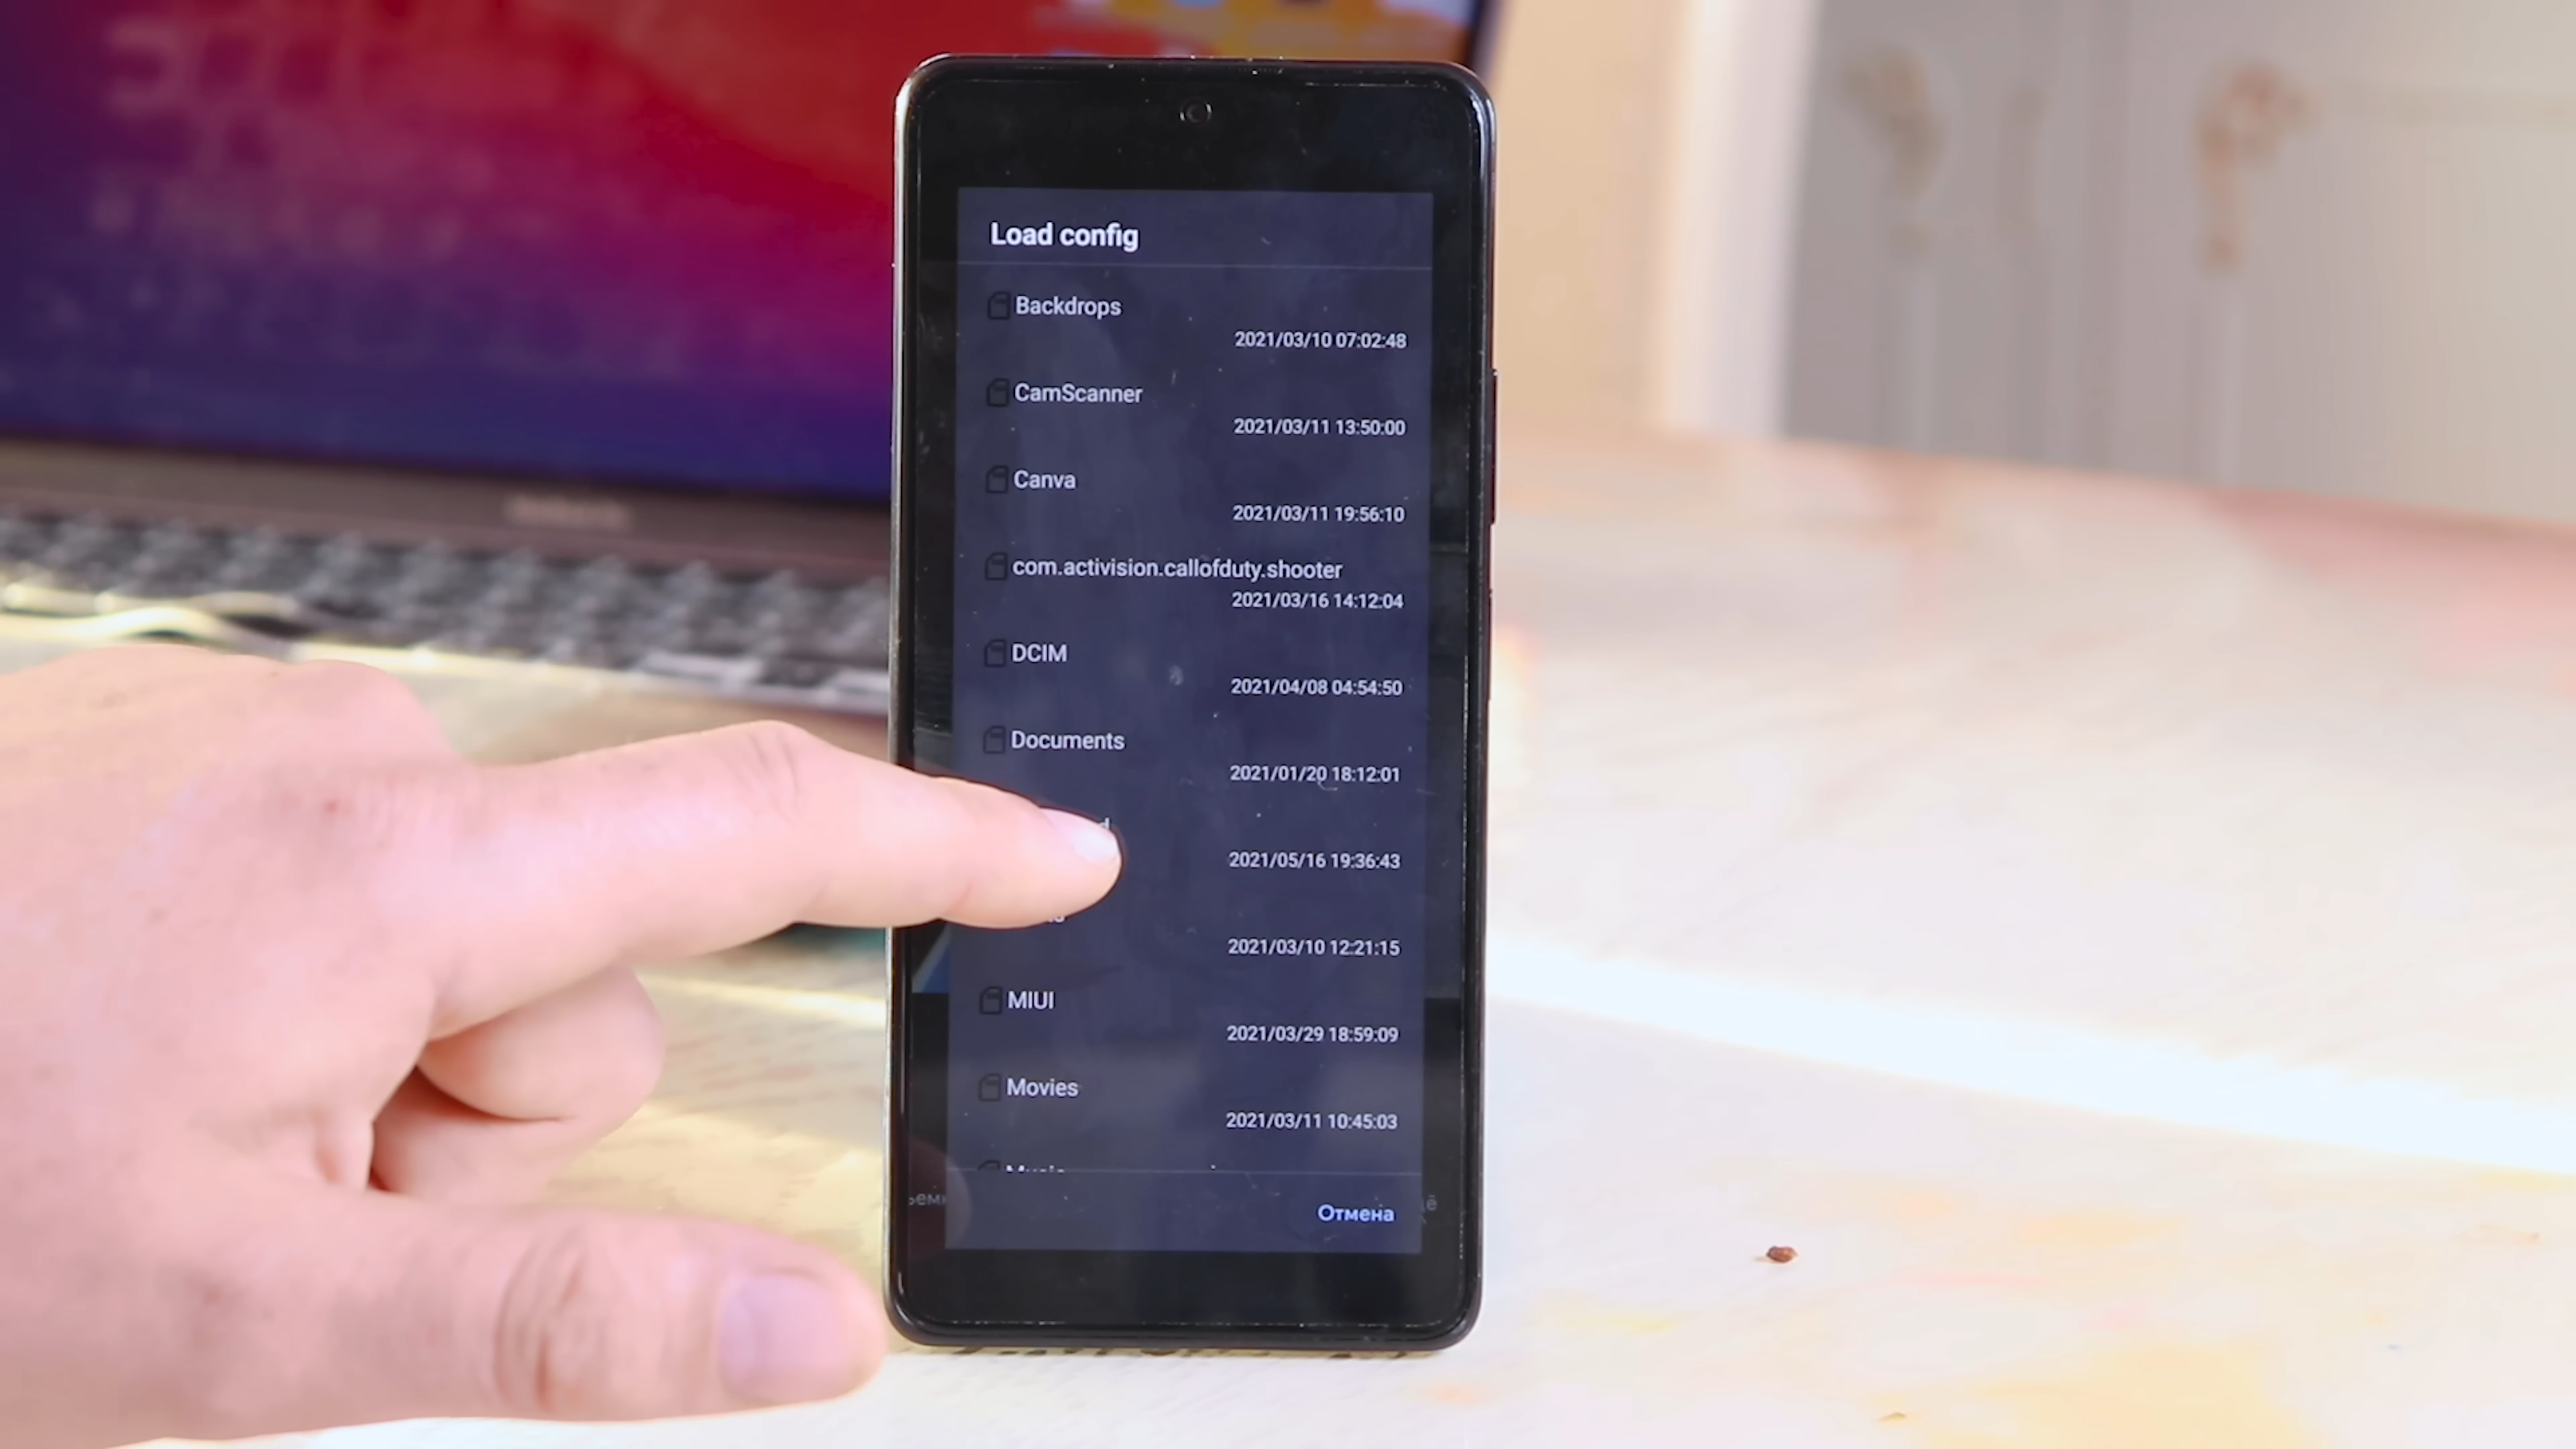 Load config
Backdrops
2021/03/10 07:02:48
CamScanner
2021/03/11 13:50:00
Canva
2021/03/11 19:56:10
com.activision.callofduty.shooter
2021/03/16 14:12:04
DCIM
2021/04/08 04:54:50
Documents
2021/01/20 18:12:01
2021/05/16 19:36:43
2021/03/10 12:21:15
MIUI
2021/03/29 18:59:09
Movies
2021/03/11 10:45:03
Отмена